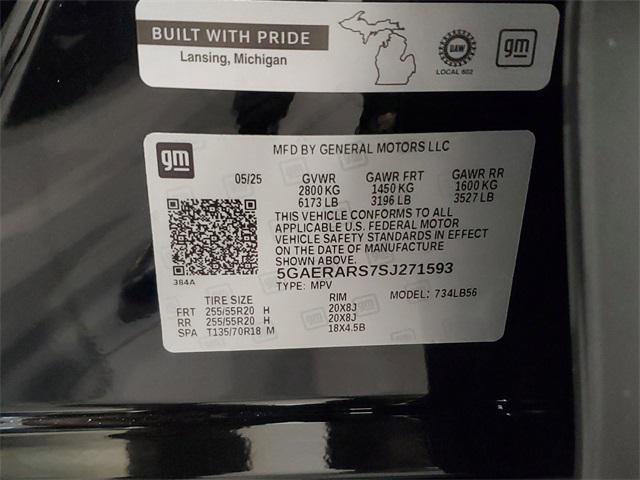 BUILT WITH PRIDE
Lansing, Michigan
UAW
LOCAL 602
gm
gm
MFD BY GENERAL MOTORS LLC
05/25 GVWR GAWR FRT GAWR RR
2800 KG 1450 KG 1600 KG
6173 LB 3196 LB 3527 LB
THIS VEHICLE CONFORMS TO ALL
APPLICABLE U.S. FEDERAL MOTOR
VEHICLE SAFETY STANDARDS IN EFFECT
ON THE DATE OF MANUFACTURE
SHOWN ABOVE.
5GAERARS7SJ271593
384A
TYPE: MPV MODEL: 734LB56
TIRE SIZE RIM
FRT 255/55R20 H 20X8J
RR 255/55R20 H 20X8J
SPA T135/70R18 M 18X4.5B